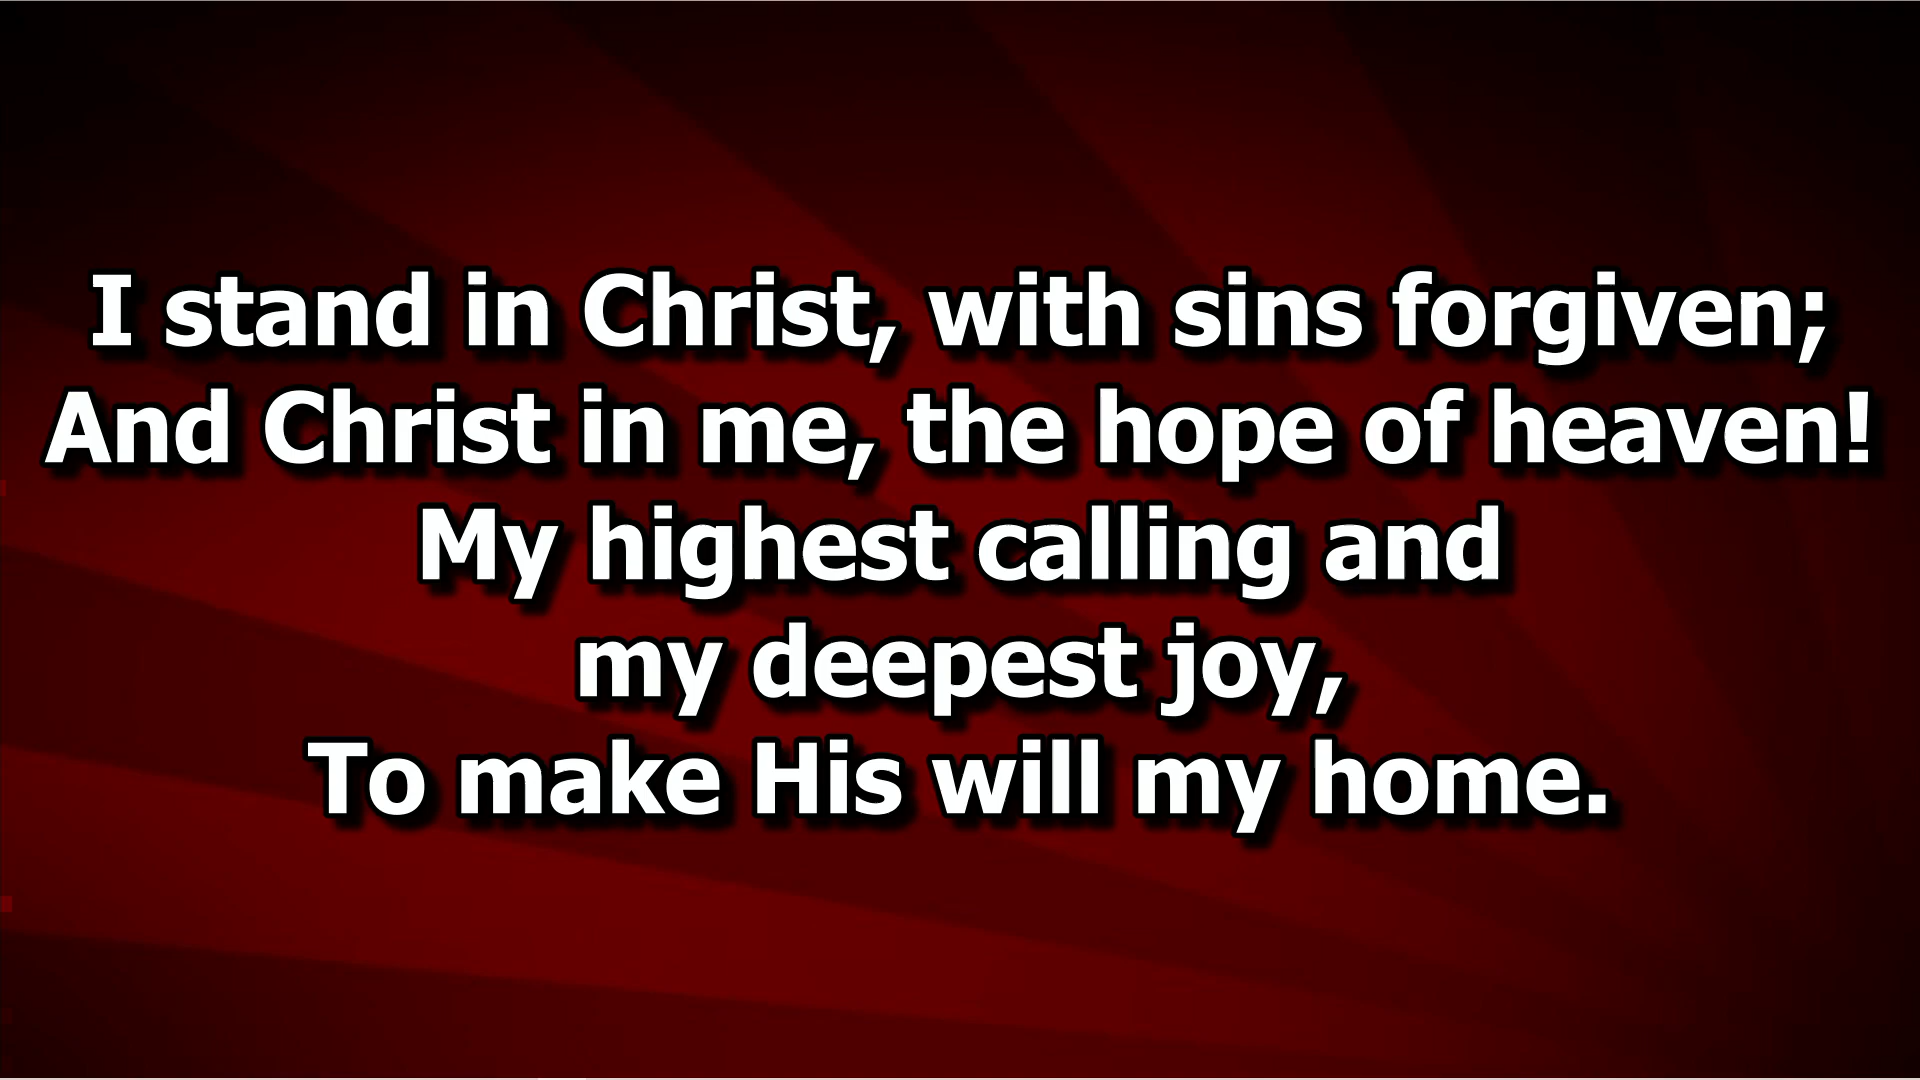 I stand in Christ, with sins forgiven;
And Christ in me, the hope of heaven!
My highest calling and
my deepest joy,
To make His will my home.